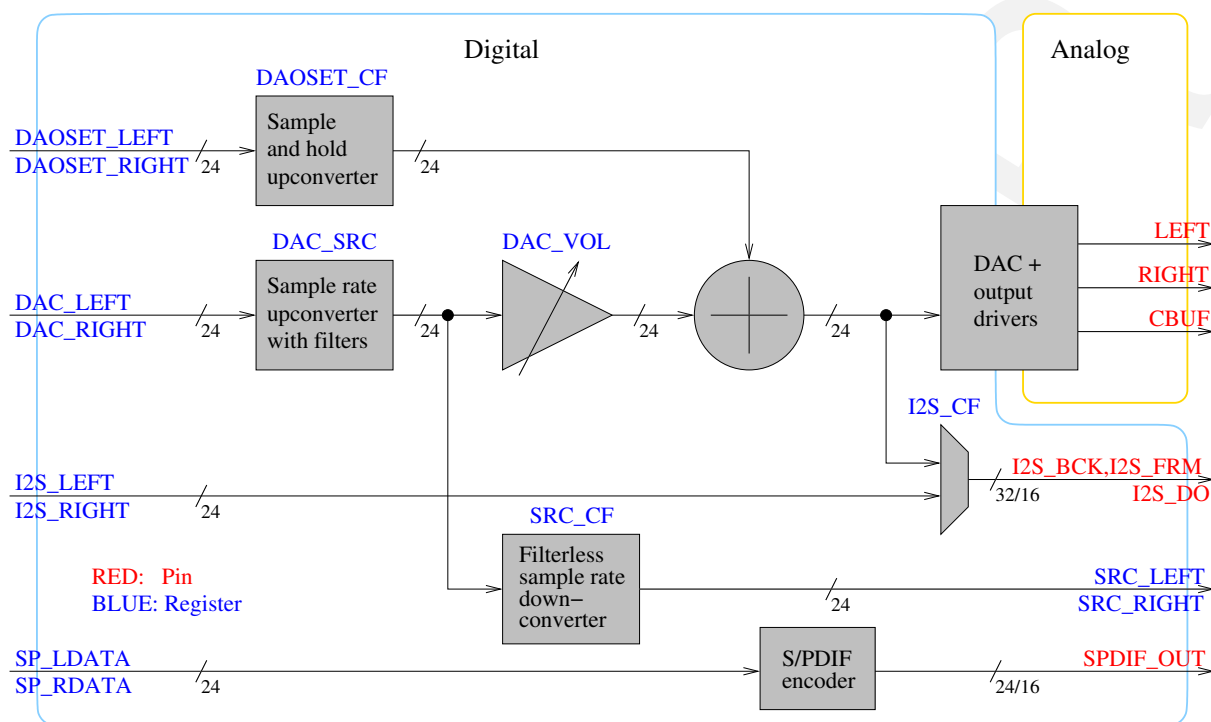 Digital
Analog
DAOSET_CF
DAOSET_LEFT
DAOSET_RIGHT
24
Sample
and hold
upconverter
24
DAC_SRC
DAC_VOL
DAC_LEFT
DAC_RIGHT
24
Sample rate
upconverter
with filters
24
24
24
DAC +
output
drivers
LEFT
RIGHT
CBUF
I2S_CF
I2S_LEFT
I2S_RIGHT
24
32/16
I2S_BCK,I2S_FRM
I2S_DO
SRC_CF
Filterless
sample rate
down−
converter
24
SRC_LEFT
SRC_RIGHT
RED: Pin
BLUE: Register
SP_LDATA
SP_RDATA
24
S/PDIF
encoder
24/16
SPDIF_OUT